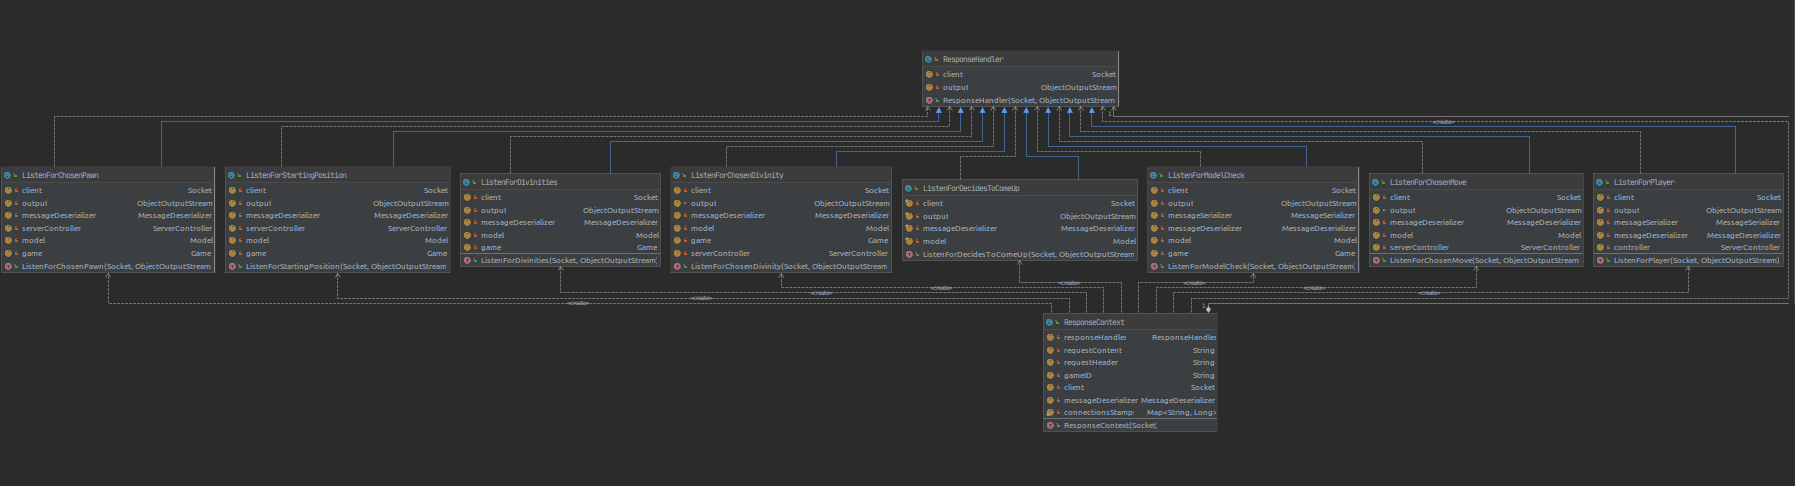 ResponseHandler
client Socket
output ObjectOutputStream
ResponseHandler(Socket, ObjectOutputStream
1
«create»
ListenForChosenPawn
client Socket
output ObjectOutputStream
messageDeserializer MessageDeserializer
serverController ServerController
model Model
game Game
ListenForChosenPawn(Socket, ObjectOutputStream
ListenForStartingPosition
client Socket
output ObjectOutputStream
messageDeserializer MessageDeserializer
serverController ServerController
model Model
game Game
ListenForStartingPosition(Socket, ObjectOutputStream
ListenForDivinities
client Socket
output ObjectOutputStream
messageDeserializer MessageDeserializer
model Model
game Game
ListenForDivinities(Socket, ObjectOutputStream)
ListenForChosenDivinity
client Socket
output ObjectOutputStream
messageDeserializer MessageDeserializer
model Model
game Game
serverController ServerController
ListenForChosenDivinity(Socket, ObjectOutputStream
ListenForDecidesToComeUp
client Socket
output ObjectOutputStream
messageDeserializer MessageDeserializer
model Model
ListenForDecidesToComeUp(Socket, ObjectOutputStream
ListenForModelCheck
client Socket
output ObjectOutputStream
messageSerializer MessageSerializer
messageDeserializer MessageDeserializer
model Model
game Game
ListenForModelCheck(Socket, ObjectOutputStream)
ListenForChosenMove
client Socket
output ObjectOutputStream
messageDeserializer MessageDeserializer
model Model
serverController ServerController
ListenForChosenMove(Socket, ObjectOutputStream
ListenForPlayer
client Socket
output ObjectOutputStream
messageSerializer MessageSerializer
messageDeserializer MessageDeserializer
controller ServerController
ListenForPlayer(Socket, ObjectOutputStream)
«create»
«create»
«create»
«create»
«create»
«create»
«create»
«create»
1
ResponseContext
responseHandler ResponseHandler
requestContent String
requestHeader String
gameID String
client Socket
messageDeserializer MessageDeserializer
connectionsStamp Map<String, Long>
ResponseContext(Socket)